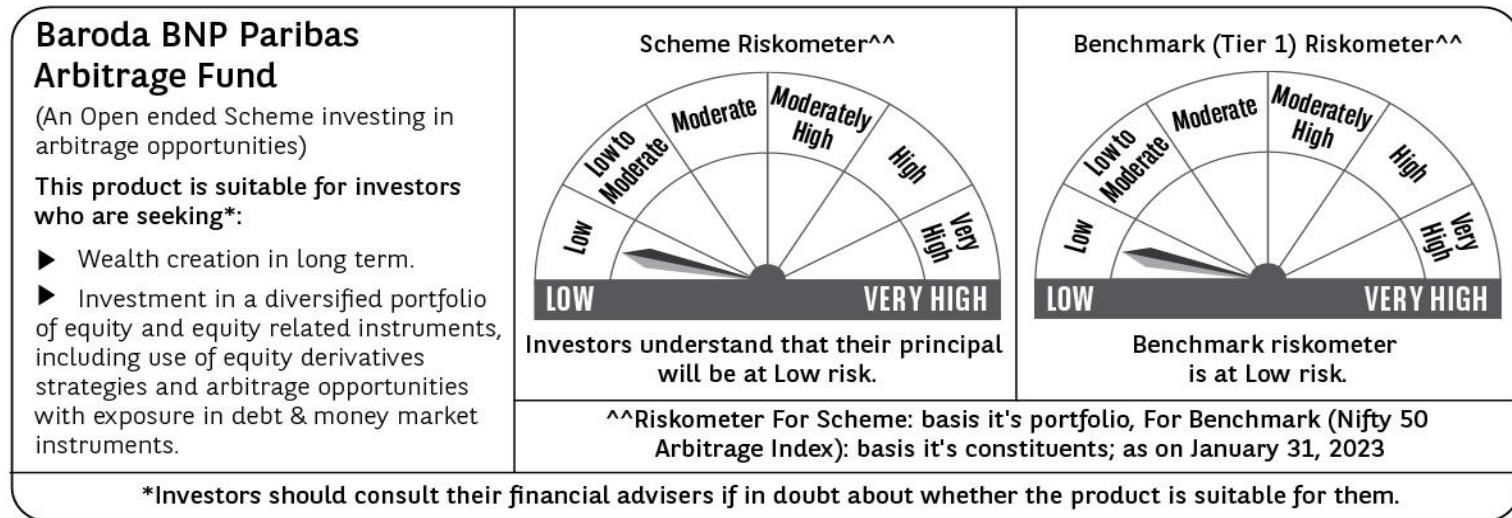 Baroda BNP Paribas
Arbitrage Fund
(An Open ended Scheme investing in
arbitrage opportunities)
This product is suitable for investors
who are seeking*:
▶ Wealth creation in long term.
▶ Investment in a diversified portfolio
of equity and equity related instruments,
including use of equity derivatives
strategies and arbitrage opportunities
with exposure in debt & money market
instruments.
Scheme Riskometer^^
Low
Low to
Moderate
Moderate
Moderately
High
High
Very
High
LOW
VERY HIGH
Investors understand that their principal
will be at Low risk.
Benchmark (Tier 1) Riskometer^^
Low
Low to
Moderate
Moderate
Moderately
High
High
Very
High
LOW
VERY HIGH
Benchmark riskometer
is at Low risk.
^^Riskometer For Scheme: basis it's portfolio, For Benchmark (Nifty 50
Arbitrage Index): basis it's constituents; as on January 31, 2023
*Investors should consult their financial advisers if in doubt about whether the product is suitable for them.